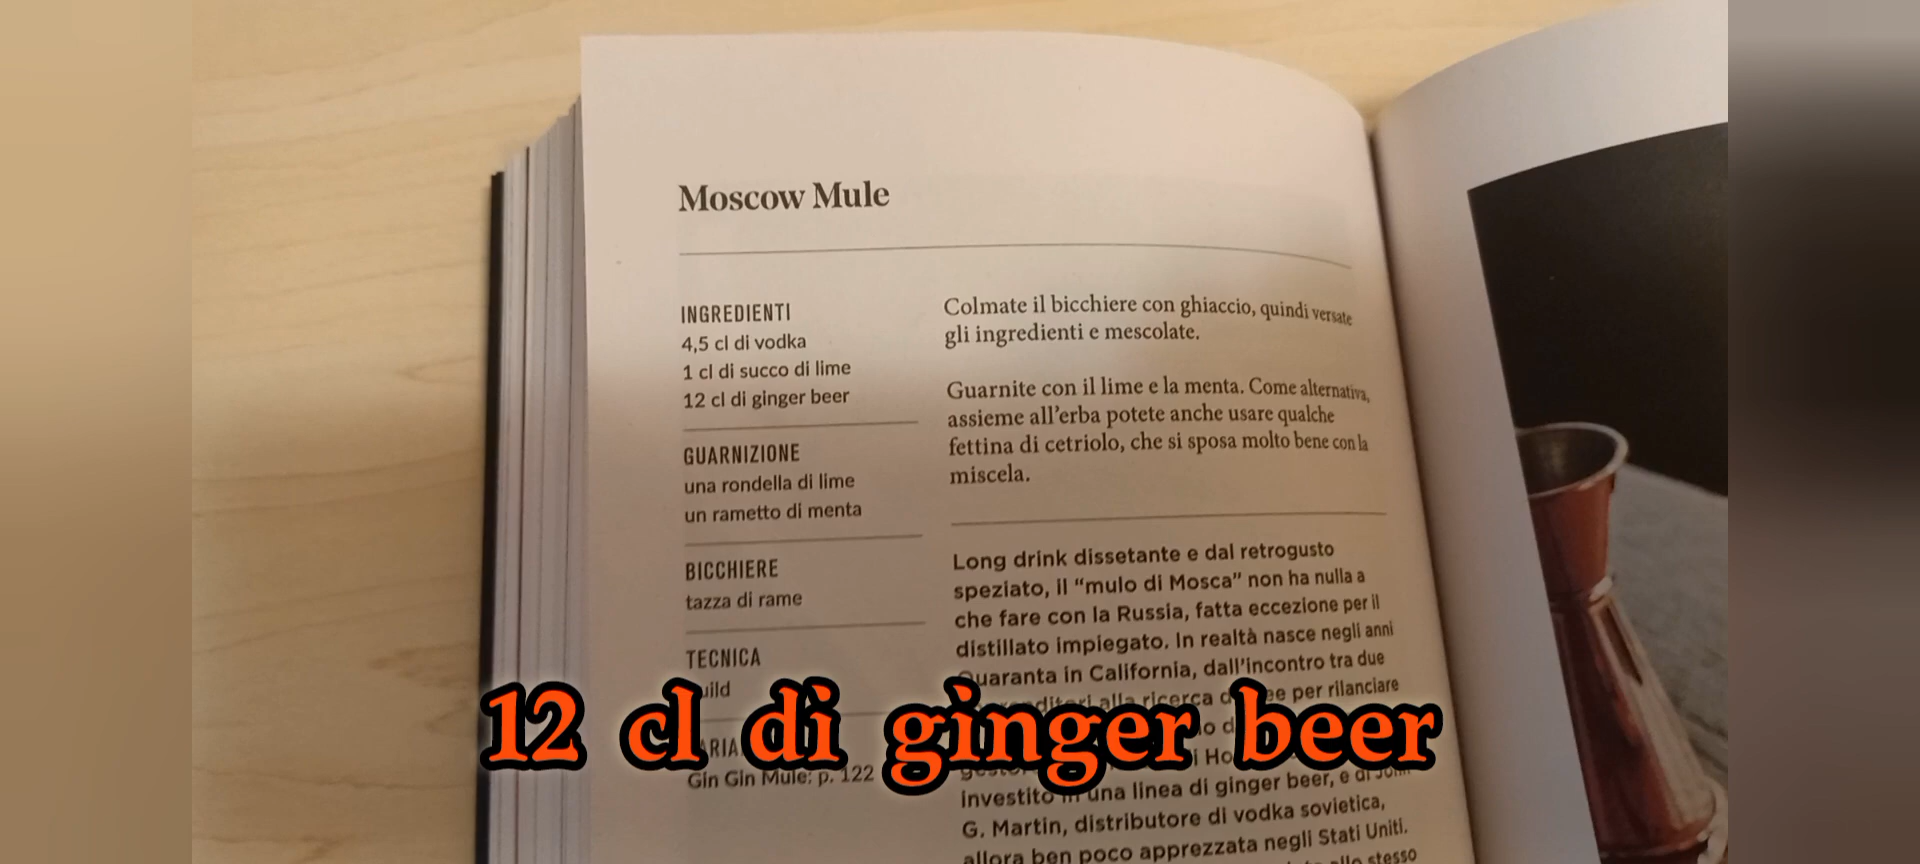 Moscow Mule
INGREDIENTI
4,5 cl di vodka
1 cl di succo di lime
12 cl di ginger beer
GUARNIZIONE
una rondella di lime
un rametto di menta
BICCHIERE
tazza di rame
TECNICA
Gin Gin Mule: p. 122
Colmate il bicchiere con ghiaccio, quindi versate
gli ingredienti e mescolate.
Guarnite con il lime e la menta. Come alternativa,
assieme all'erba potete anche usare qualche
fettina di cetriolo, che si sposa molto bene con la
miscela.
Long drink dissetante e dal retrogusto
speziato, il “mulo di Mosca” non ha nulla a
che fare con la Russia, fatta eccezione per il
distillato impiegato. In realtà nasce negli anni
Quaranta in California, dall'incontro tra due
alla ricerca per rilanciare
investito in una linea di ginger beer, e di John
G. Martin, distributore di vodka sovietica,
allora ben poco apprezzata negli Stati Uniti.
stesso
12 cl di ginger beer